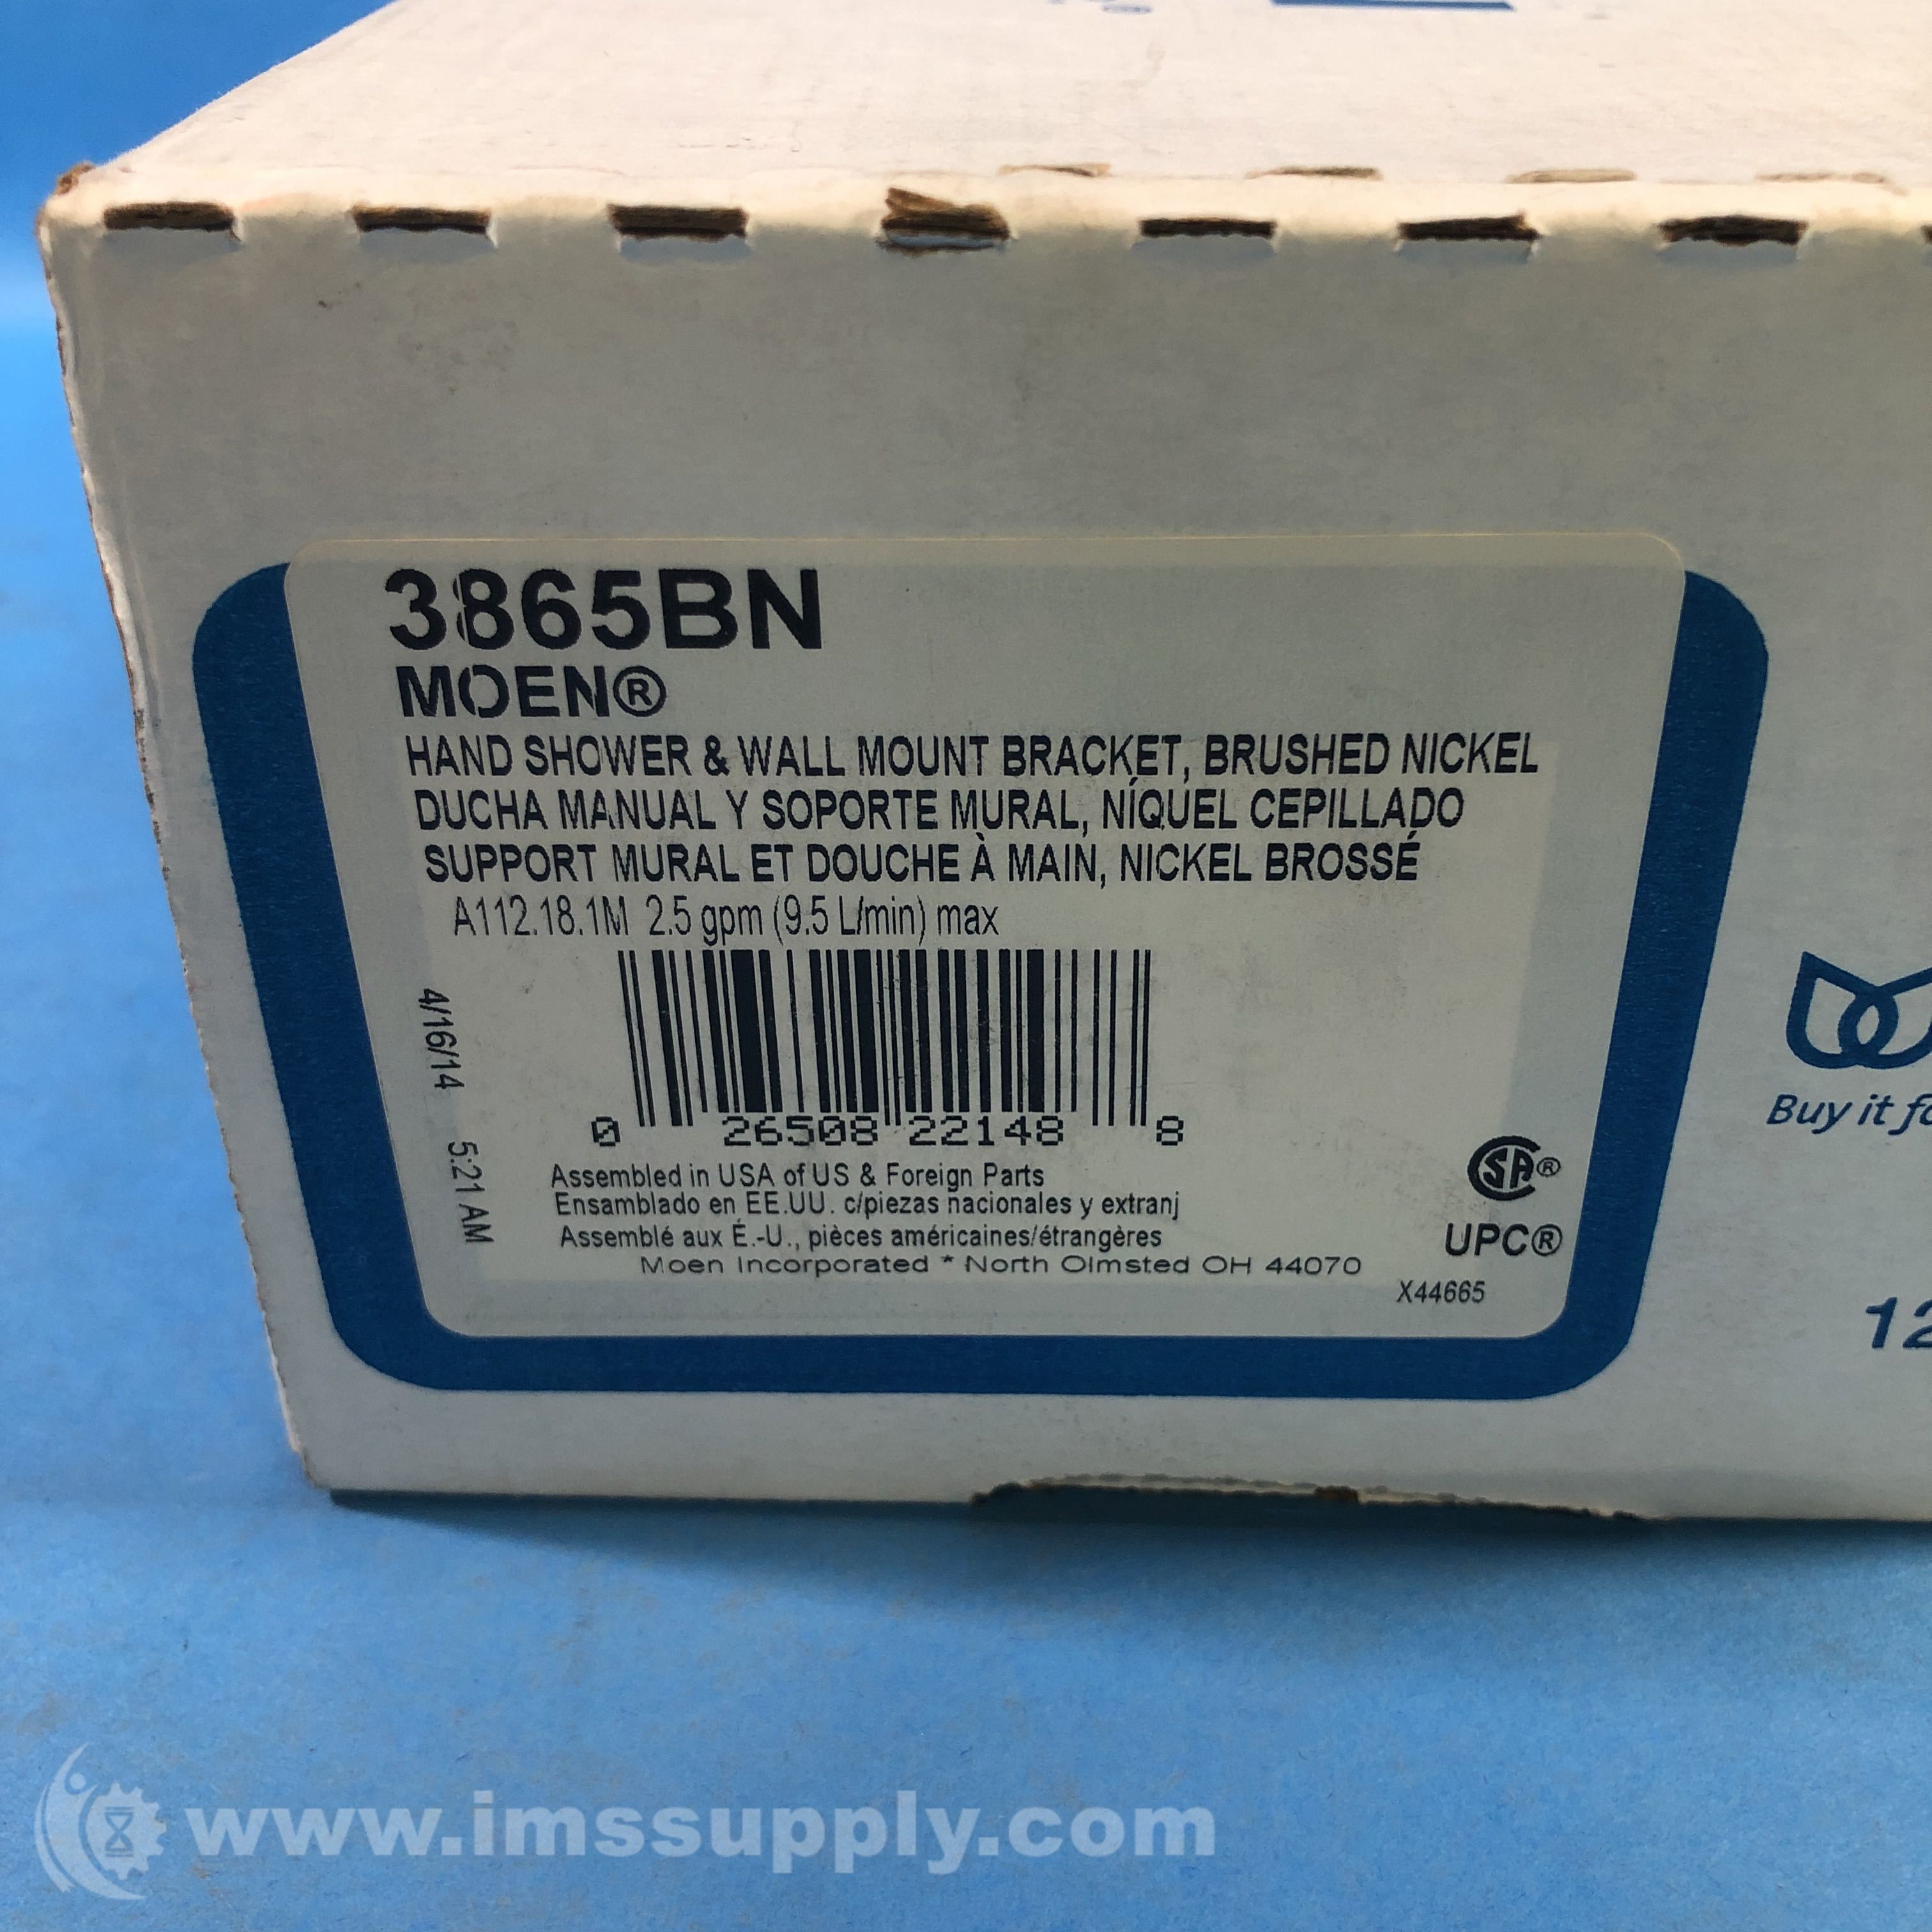 3865BN
MOEN®
HAND SHOWER & WALL MOUNT BRACKET, BRUSHED NICKEL
DUCHA MANUAL Y SOPORTE MURAL, NÍQUEL CEPILLADO
SUPPORT MURAL ET DOUCHE À MAIN, NICKEL BROSSÉ
A112.18.1M 2.5 gpm (9.5 L/min) max
4/16/14 5:21 AM
0 26508 22148 8
Assembled in USA of US & Foreign Parts
Ensamblado en EE.UU. c/piezas nacionales y extranj
Assemblé aux É.-U., pièces américaines/étrangères
Moen Incorporated * North Olmsted OH 44070
SA®
UPC®
X44665
Buy it
12
www.imssupply.com